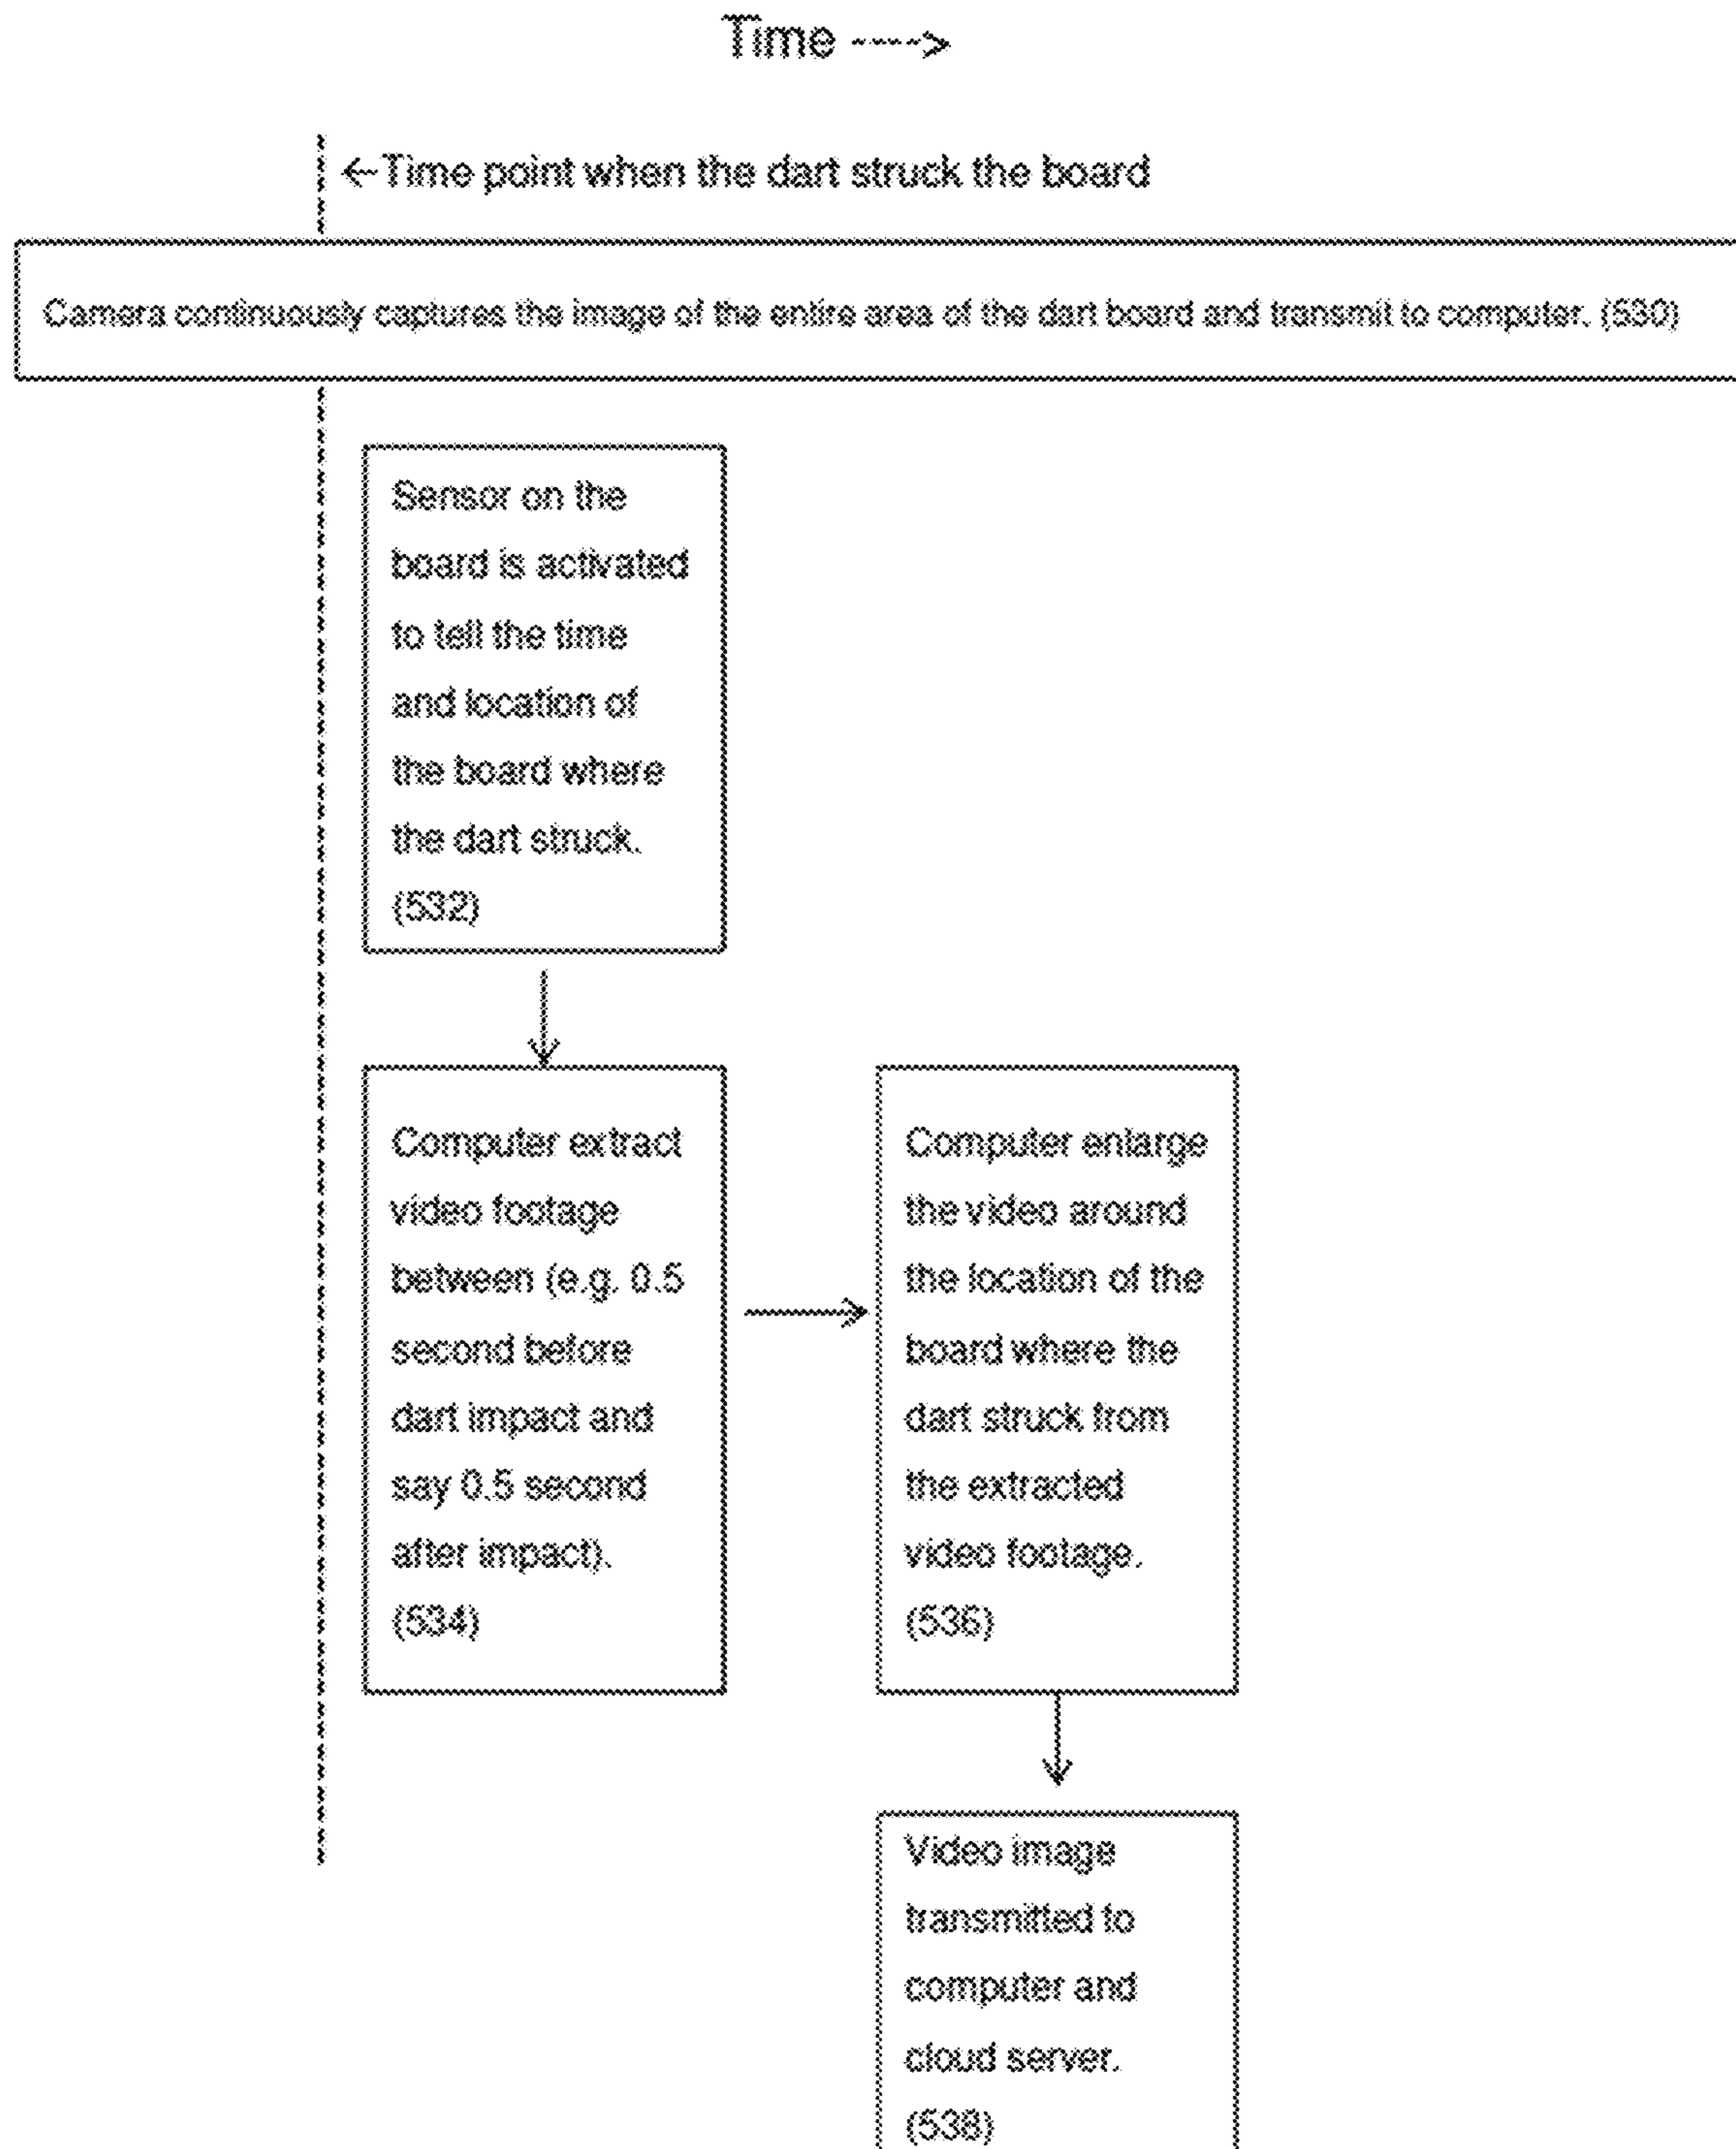 Time ---->
←Time point when the dart struck the board
Camera continuously captures the image of the entire area of the dart board and transmit to computer. (530)
Sensor on the
board is activated
to tell the time
and location of
the board where
the dart struck.
(532)
Computer extract
video footage
between (e.g. 0.5
second before
dart impact and
say 0.5 second
after impact).
(534)
Computer enlarge
the video around
the location of the
board where the
dart struck from
the extracted
video footage.
(536)
Video image
transmitted to
computer and
cloud server.
(538)